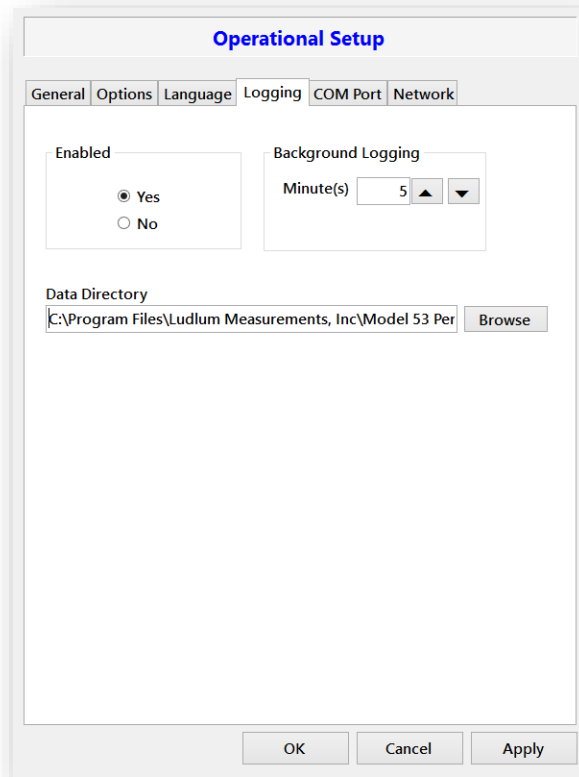 Operational Setup
General Options Language Logging COM Port Network
Enabled
Background Logging
Yes
No
Minute(s) 5
Data Directory
C:\Program Files\Ludlum Measurements, Inc\Model 53 Per
Browse
OK Cancel Apply